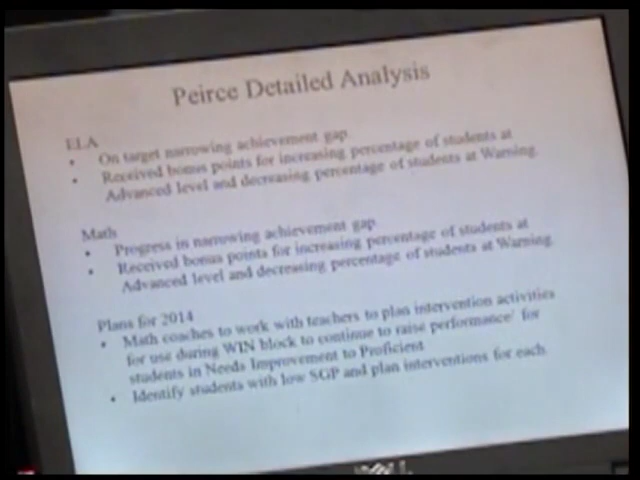 Peirce Detailed Analysis
ELA
• On target narrowing achievement gap
• Received bonus points for increasing percentage of students at
Advanced level and decreasing percentage of students at Warning.
Math
• Progress in narrowing achievement gap
• Received bonus points for increasing percentage of students at
Advanced level and decreasing percentage of students at Warning
Plans for 2014
• Math coaches to work with teachers to plan intervention activities
for use during WIN block to continue to raise performance' for
students in Needs Improvement to Proficient
• Identify students with low SGP and plan interventions for each
DELL